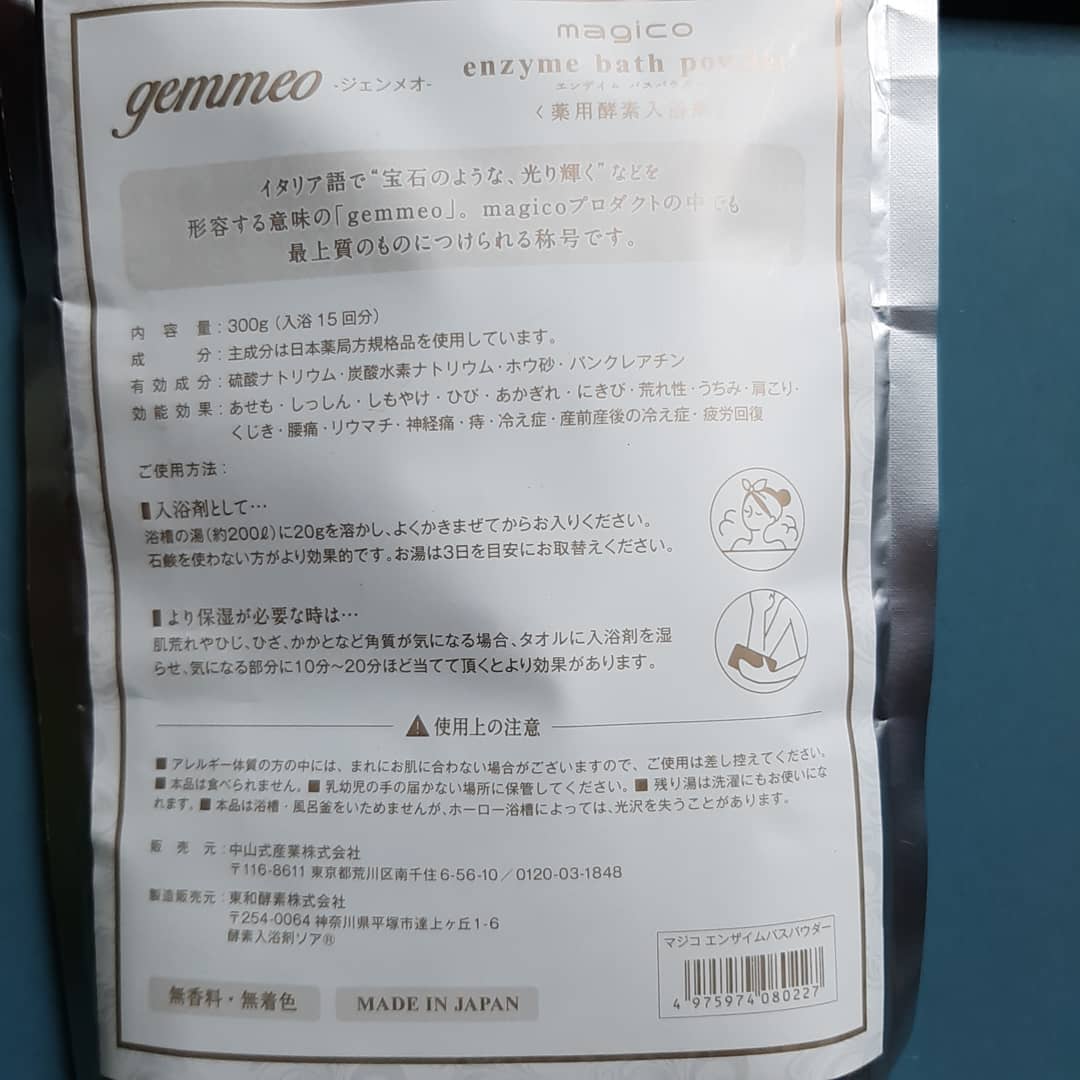 magico
gemmeo -ジェンメオ-
enzyme bath powder
エンザイム バスパウダー
〈薬用酵素入浴剤〉
イタリア語で“宝石のような、光り輝く”などを
形容する意味の「gemmeo」。magicoプロダクトの中でも
最上質のものにつけられる称号です。
内容量：300g（入浴15回分）
成分：主成分は日本薬局方規格品を使用しています。
有効成分：硫酸ナトリウム・炭酸水素ナトリウム・ホウ砂・パンクレアチン
効能効果：あせも・しっしん・しもやけ・ひび・あかぎれ・にきび・荒れ性・うちみ・肩こり・
くじき・腰痛・リウマチ・神経痛・痔・冷え症・産前産後の冷え症・疲労回復
ご使用方法：
入浴剤として…
浴槽の湯(約200ℓ)に20gを溶かし、よくかきまぜてからお入りください。
石鹸を使わない方がより効果的です。お湯は3日を目安にお取替えください。
より保湿が必要な時は…
肌荒れやひじ、ひざ、かかとなど角質が気になる場合、タオルに入浴剤を湿
らせ、気になる部分に10分～20分ほど当てて頂くとより効果があります。
使用上の注意
■ アレルギー体質の方の中には、まれにお肌に合わない場合がございますので、ご使用は差し控えてください。
■ 本品は食べられません。■ 乳幼児の手の届かない場所に保管してください。■ 残り湯は洗濯にもお使いにな
れます。■ 本品は浴槽・風呂釜をいためませんが、ホーロー浴槽によっては、光沢を失うことがあります。
販売元：中山式産業株式会社
〒116-8611 東京都荒川区南千住6-56-10／0120-03-1848
製造販売元：東和酵素株式会社
〒254-0064 神奈川県平塚市達上ヶ丘1-6
酵素入浴剤ソア®
マジコ エンザイムバスパウダー
4 975974 080227
無香料・無着色
MADE IN JAPAN